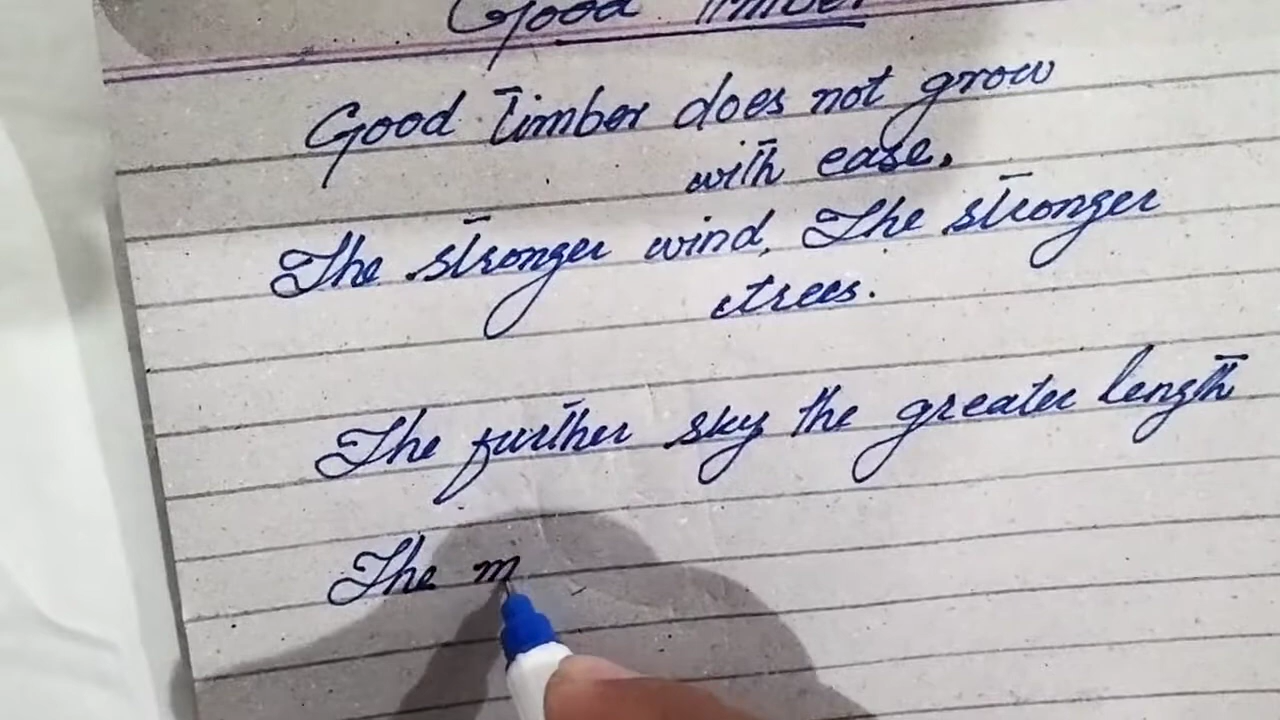 Good Timber
Good Timber does not grow
with ease.
The stronger wind, The stronger
trees.
The further sky the greater length
The m